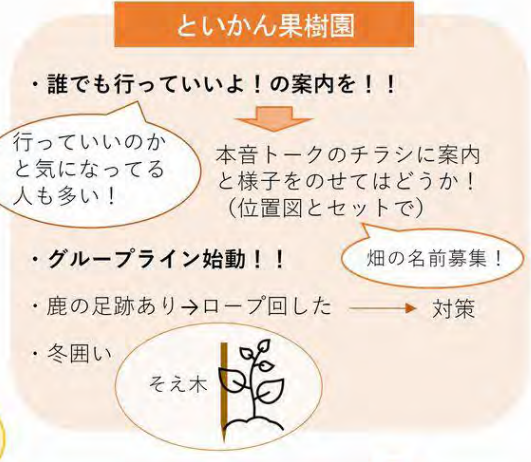 といかん果樹園
・誰でも行っていいよ！の案内を！！
行っていいのか
と気になってる
人も多い！
本音トークのチラシに案内
と様子をのせてはどうか！
（位置図とセットで）
・グループライン始動！！
畑の名前募集！
・鹿の足跡あり→ロープ回した → 対策
・冬囲い
そえ木